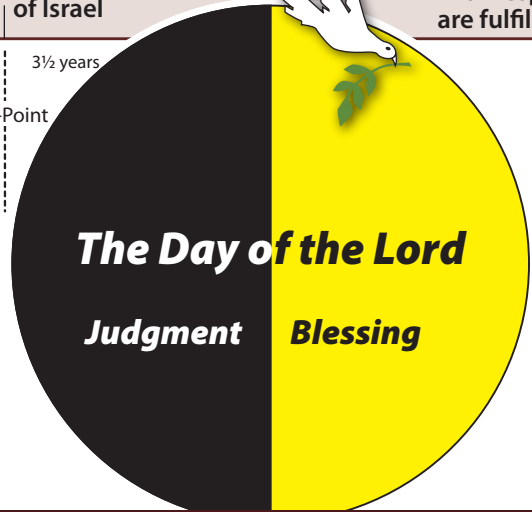 of Israel
are fulfil
3½ years
Point
The Day of the Lord
Judgment Blessing